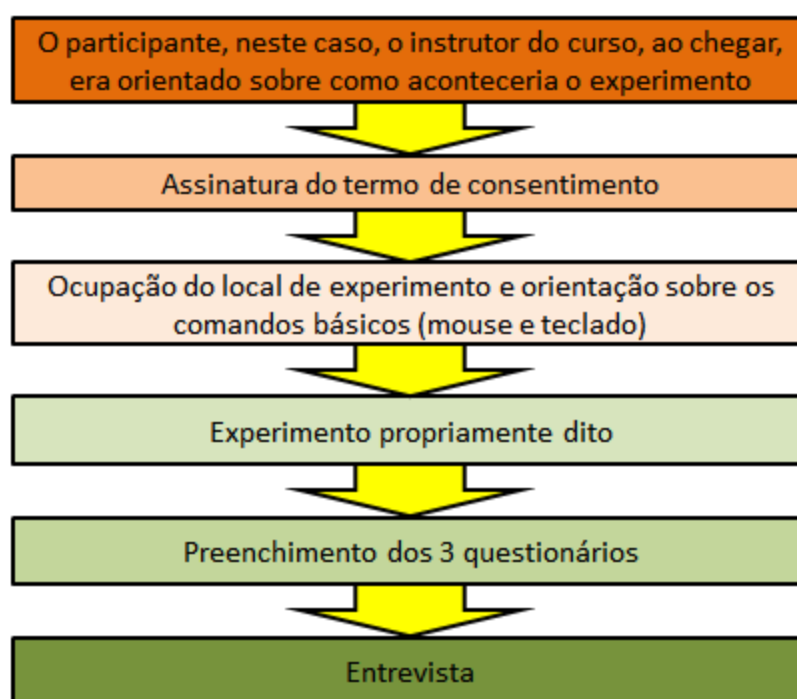 O participante, neste caso, o instrutor do curso, ao chegar,
era orientado sobre como aconteceria o experimento
Assinatura do termo de consentimento
Ocupação do local de experimento e orientação sobre os
comandos básicos (mouse e teclado)
Experimento propriamente dito
Preenchimento dos 3 questionários
Entrevista